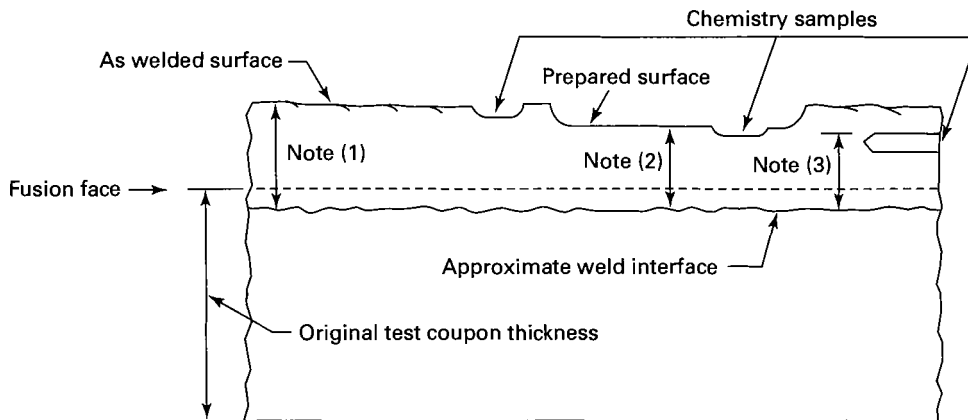 Chemistry samples
As welded surface
Prepared surface
Note (1)
Note (2)
Note (3)
Fusion face
Approximate weld interface
Original test coupon thickness